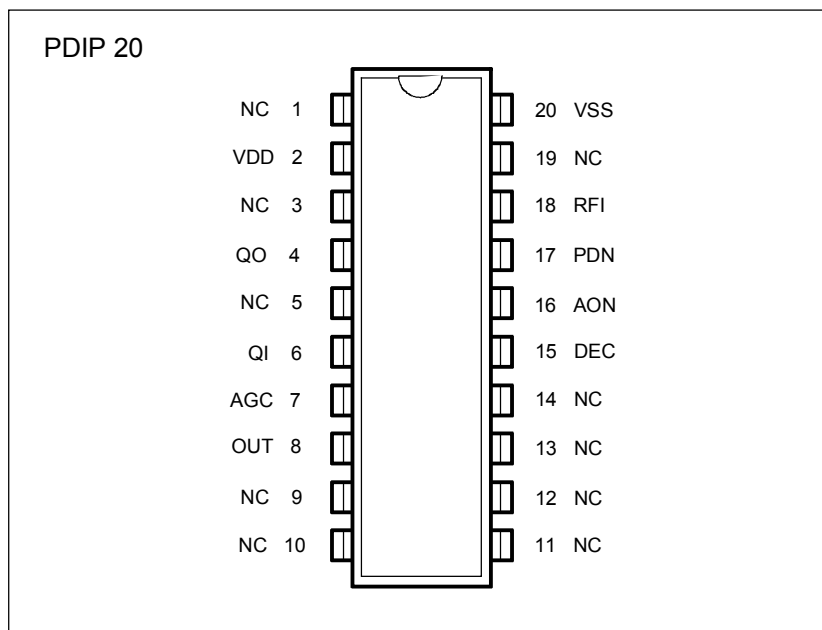 PDIP 20
NC 1
VDD 2
NC 3
QO 4
NC 5
QI 6
AGC 7
OUT 8
NC 9
NC 10
20 VSS
19 NC
18 RFI
17 PDN
16 AON
15 DEC
14 NC
13 NC
12 NC
11 NC